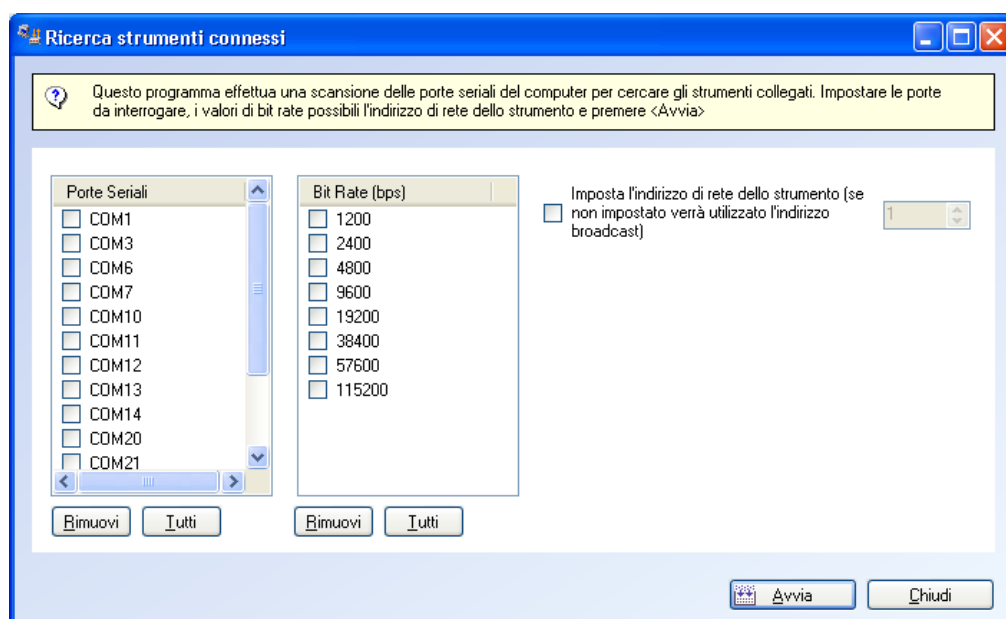 Ricerca strumenti connessi
Questo programma effettua una scansione delle porte seriali del computer per cercare gli strumenti collegati. Impostare le porte
da interrogare, i valori di bit rate possibili l'indirizzo di rete dello strumento e premere <Avvia>
Porte Seriali
COM1
COM3
COM6
COM7
COM10
COM11
COM12
COM13
COM14
COM20
COM21
Rimuovi
Tutti
Bit Rate (bps)
1200
2400
4800
9600
19200
38400
57600
115200
Rimuovi
Tutti
Imposta l'indirizzo di rete dello strumento (se
non impostato verrà utilizzato l'indirizzo
broadcast)
1
Avvia
Chiudi